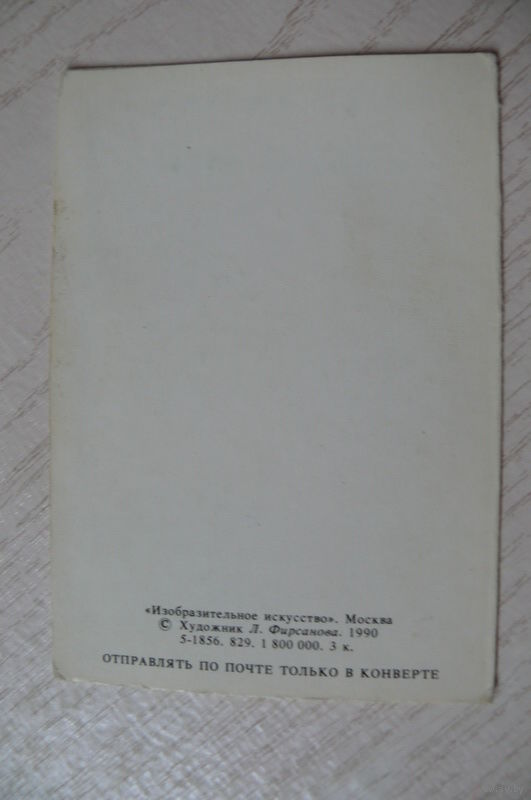 «Изобразительное искусство». Москва
© Художник Л. Фирсанова. 1990
5-1856. 829. 1 800 000. 3 к.
ОТПРАВЛЯТЬ ПО ПОЧТЕ ТОЛЬКО В КОНВЕРТЕ